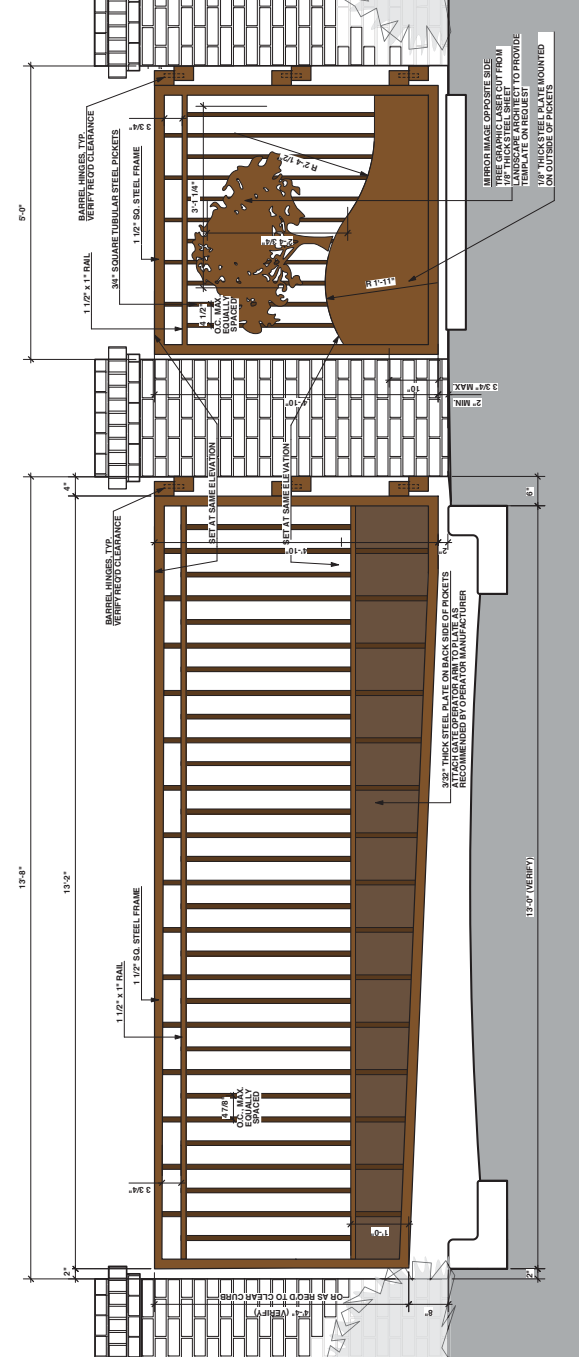 13'-8"
13'-2"
4"
2"
1 1/2" x 1" RAIL
1 1/2" SQ. STEEL FRAME
BARREL HINGES, TYP.
VERIFY REQ'D CLEARANCE
SET AT SAME ELEVATION
SET AT SAME ELEVATION
3 3/4"
4 7/8"
O.C., MAX.
EQUALLY
SPACED
4'-10"
2"
1'-0"
4'-4" (VERIFY)
OR AS REQ'D TO CLEAR CURB
8"
2"
13'-0" (VERIFY)
6"
3/32" THICK STEEL PLATE ON BACK SIDE OF PICKETS
ATTACH GATE OPERATOR ARM TO PLATE AS
RECOMMENDED BY OPERATOR MANUFACTURER
5'-0"
1 1/2" x 1" RAIL
3/4" SQUARE TUBULAR STEEL PICKETS
1 1/2" SQ. STEEL FRAME
BARREL HINGES, TYP.
VERIFY REQ'D CLEARANCE
3 3/4"
3'-1 1/4"
4 1/2"
O.C. MAX.
EQUALLY
SPACED
2'-4 3/4"
R 2'-4 1/2"
R 1'-11"
4'-10"
10"
2" MIN.
3 3/4" MAX.
MIRROR IMAGE OPPOSITE SIDE
TREE GRAPHIC LASER CUT FROM
1/8" THICK STEEL SHEET
LANDSCAPE ARCHITECT TO PROVIDE
TEMPLATE ON REQUEST
1/8" THICK STEEL PLATE MOUNTED
ON OUTSIDE OF PICKETS